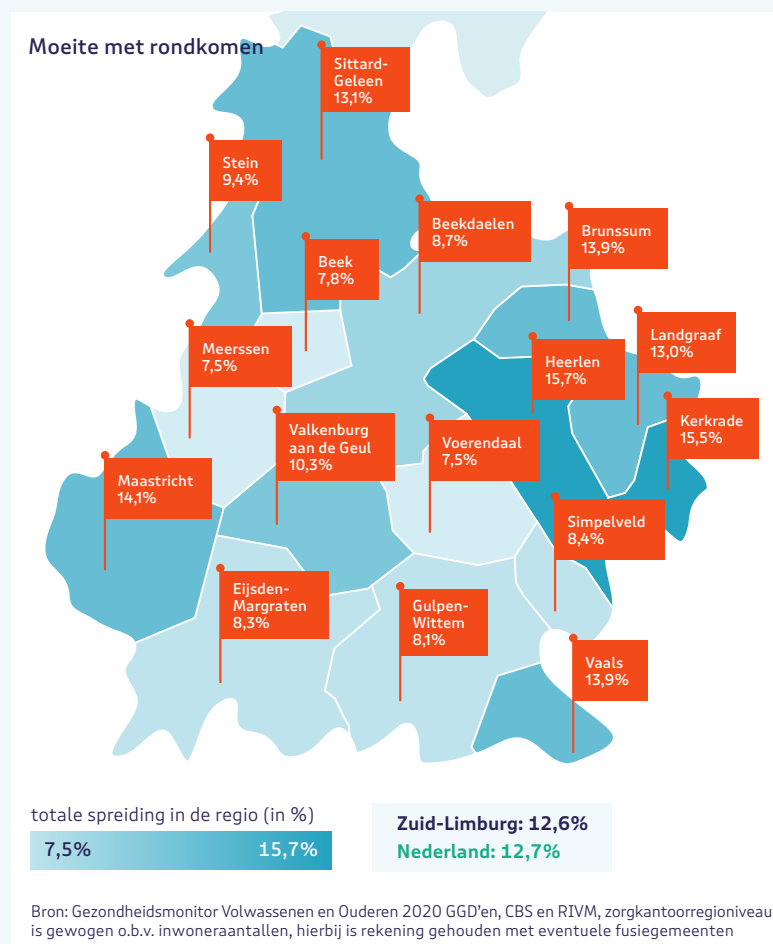 Moeite met rondkomen
Sittard-
Geleen
13,1%
Stein
9,4%
Beekdaelen
8,7%
Brunssum
13,9%
Beek
7,8%
Meerssen
7,5%
Landgraaf
13,0%
Heerlen
15,7%
Kerkrade
15,5%
Valkenburg
aan de Geul
10,3%
Voerendaal
7,5%
Maastricht
14,1%
Simpelveld
8,4%
Eijsden-
Margraten
8,3%
Gulpen-
Wittem
8,1%
Vaals
13,9%
totale spreiding in de regio (in %)
7,5% 15,7%
Zuid-Limburg: 12,6%
Nederland: 12,7%
Bron: Gezondheidsmonitor Volwassenen en Ouderen 2020 GGD'en, CBS en RIVM, zorgkantoorregioniveau
is gewogen o.b.v. inwoneraantallen, hierbij is rekening gehouden met eventuele fusiegemeenten